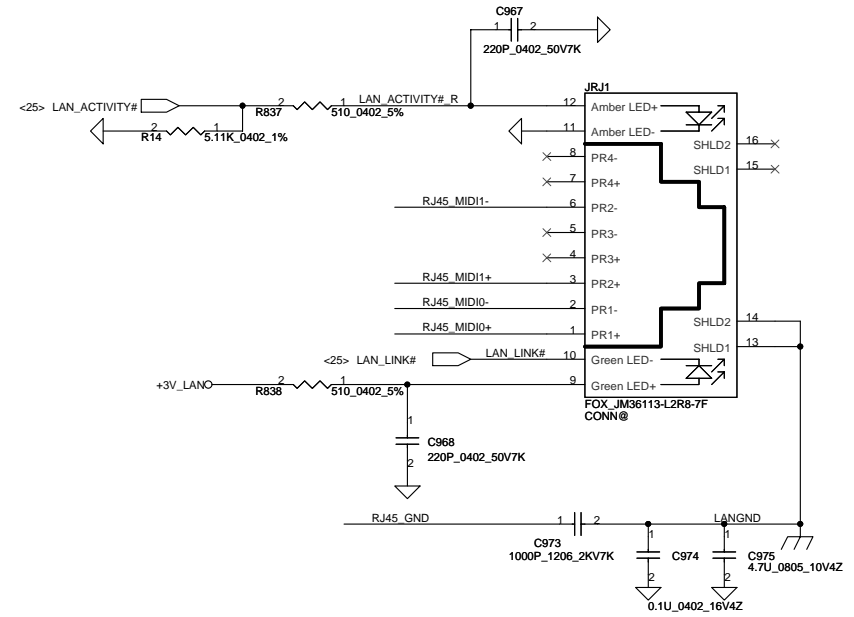 C967
1 2
220P_0402_50V7K
JRJ1
<25> LAN_ACTIVITY#
2 R837 1 510_0402_5%
LAN_ACTIVITY#_R
2 R14 1 5.11K_0402_1%
12 Amber LED+
11 Amber LED-
SHLD2 16
8 PR4-
SHLD1 15
7 PR4+
RJ45_MIDI1- 6 PR2-
5 PR3-
4 PR3+
RJ45_MIDI1+ 3 PR2+
RJ45_MIDI0- 2 PR1-
SHLD2 14
RJ45_MIDI0+ 1 PR1+
SHLD1 13
<25> LAN_LINK# LAN_LINK# 10 Green LED-
+3V_LAN 2 R838 1 510_0402_5%
9 Green LED+
FOX_JM36113-L2R8-7F
CONN@
1
C968
220P_0402_50V7K
2
RJ45_GND 1 2 LANGND
C973
1000P_1206_2KV7K
1 C974 2
0.1U_0402_16V4Z
1 C975 2
4.7U_0805_10V4Z